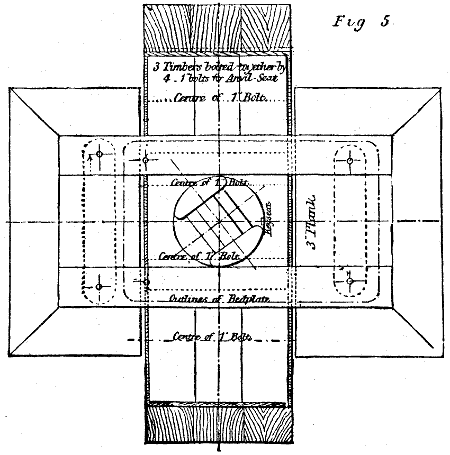 Fig 5.
3 Timbers bolted together by
4 . 1" bolts for Anvil-Seat
Centre of 1" Bolt.
Centre of 1" Bolt.
Keyseat
3" Plank.
Centre of 1" Bolt.
Outlines of Bedplate.
Centre of 1" Bolt.